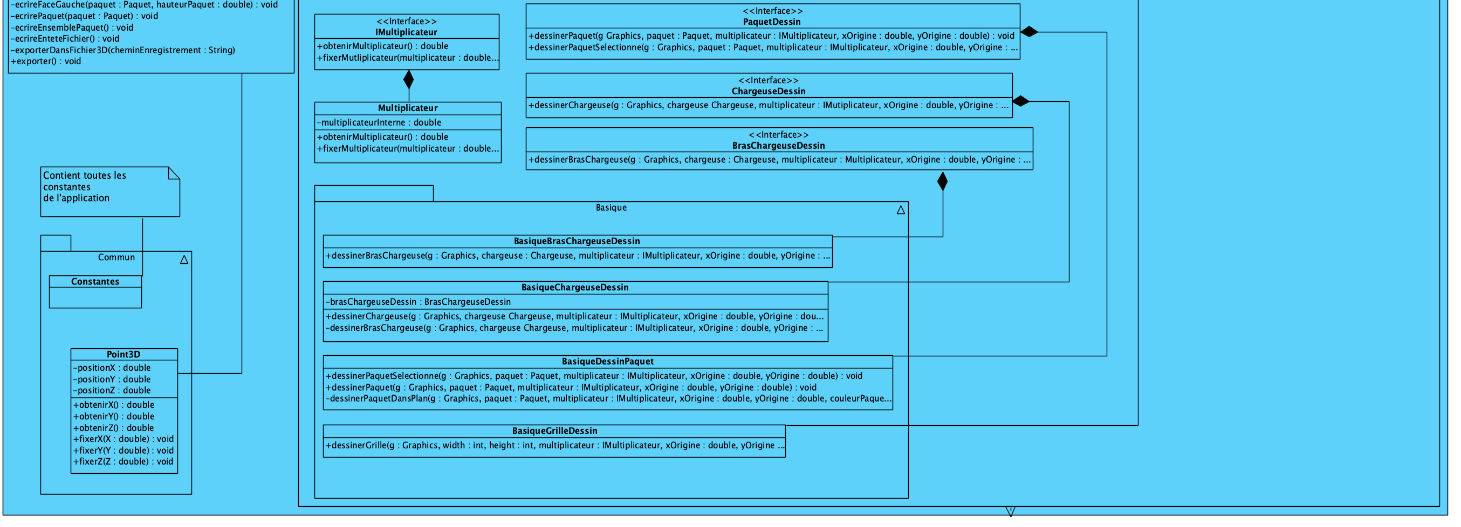 -ecrireFaceGauche(paquet : Paquet, hauteurPaquet : double) : void
-ecrirePaquet(paquet : Paquet) : void
-ecrireEnsemblePaquet() : void
-ecrireEnteteFichier() : void
-exporterDansFichier3D(cheminEnregistrement : String)
+exporter() : void
<<Interface>>
IMultiplicateur
+obtenirMultiplicateur() : double
+fixerMutliplicateur(multiplicateur : double...
Multiplicateur
-multiplicateurInterne : double
+obtenirMultiplicateur() : double
+fixerMultiplicateur(multiplicateur : double...
<<Interface>>
PaquetDessin
+dessinerPaquet(g Graphics, paquet : Paquet, multiplicateur : IMultiplicateur, xOrigine : double, yOrigine : double) : void
+dessinerPaquetSelectionne(g : Graphics, paquet : Paquet, multiplicateur : IMultiplicateur, xOrigine : double, yOrigine : ...
<<Interface>>
ChargeuseDessin
+dessinerChargeuse(g : Graphics, chargeuse Chargeuse, multiplicateur : IMutiplicateur, xOrigine : double, yOrigine : ...
<<Interface>>
BrasChargeuseDessin
+dessinerBrasChargeuse(g : Graphics, chargeuse : Chargeuse, multiplicateur : Multiplicateur, xOrigine : double, yOrigine : ...
Contient toutes les
constantes
de l'application
Commun
Constantes
Point3D
-positionX : double
-positionY : double
-positionZ : double
+obtenirX() : double
+obtenirY() : double
+obtenirZ() : double
+fixerX(X : double) : void
+fixerY(Y : double) : void
+fixerZ(Z : double) : void
Basique
BasiqueBrasChargeuseDessin
+dessinerBrasChargeuse(g : Graphics, chargeuse : Chargeuse, multiplicateur : IMultiplicateur, xOrigine : double, yOrigine : ...
BasiqueChargeuseDessin
-brasChargeuseDessin : BrasChargeuseDessin
+dessinerChargeuse(g : Graphics, chargeuse Chargeuse, multiplicateur : IMultiplicateur, xOrigine : double, yOrigine : dou...
-dessinerBrasChargeuse(g : Graphics, chargeuse Chargeuse, multiplicateur : IMultiplicateur, xOrigine : double, yOrigine : ...
BasiqueDessinPaquet
+dessinerPaquetSelectionne(g : Graphics, paquet : Paquet, multiplicateur : IMultiplicateur, xOrigine : double, yOrigine : double) : void
+dessinerPaquet(g : Graphics, paquet : Paquet, multiplicateur : IMultiplicateur, xOrigine : double, yOrigine : double) : void
-dessinerPaquetDansPlan(g : Graphics, paquet : Paquet, multiplicateur : IMultiplicateur, xOrigine : double, yOrigine : double, couleurPaque...
BasiqueGrilleDessin
+dessinerGrille(g : Graphics, width : int, height : int, multiplicateur : IMultiplicateur, xOrigine : double, yOrigine ...